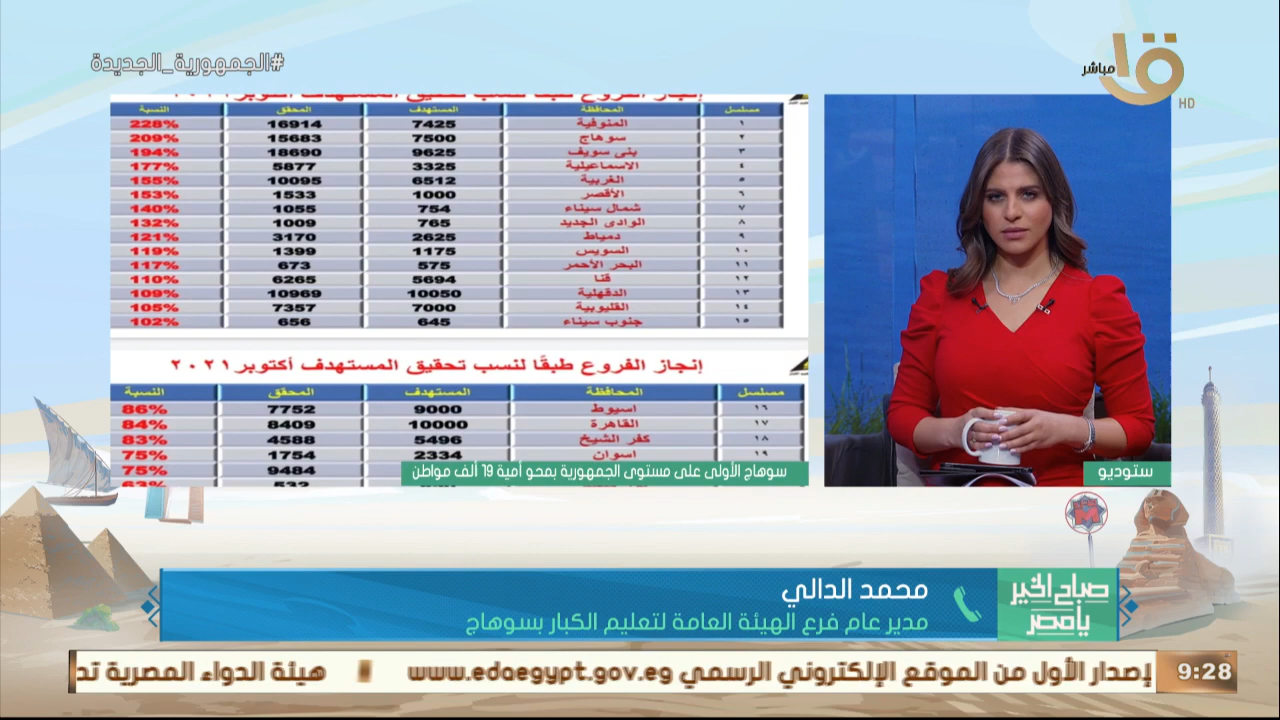 #الجمهورية_الجديدة
مباشر
HD
إنجاز الفروع طبقا لنسب تحقيق المستهدف أكتوبر ٢٠٢١
مسلسل المحافظة المستهدف المحقق النسبة
١ المنوفية 7425 16914 228%
٢ سوهاج 7500 15683 209%
٣ بنى سويف 9625 18690 194%
٤ الاسماعيلية 3325 5877 177%
٥ الغربية 6512 10095 155%
٦ الأقصر 1000 1533 153%
٧ شمال سيناء 754 1055 140%
٨ الوادى الجديد 765 1009 132%
٩ دمياط 2625 3170 121%
١٠ السويس 1175 1399 119%
١١ البحر الأحمر 575 673 117%
١٢ قنا 5694 6265 110%
١٣ الدقهلية 10050 10969 109%
١٤ القليوبية 7000 7357 105%
١٥ جنوب سيناء 645 656 102%
إنجاز الفروع طبقًا لنسب تحقيق المستهدف أكتوبر ٢٠٢١
مسلسل المحافظة المستهدف المحقق النسبة
١٦ اسيوط 9000 7752 86%
١٧ القاهرة 10000 8409 84%
١٨ كفر الشيخ 5496 4588 83%
١٩ اسوان 2334 1754 75%
9484 75%
532 63%
سوهاج الأولى على مستوى الجمهورية بمحو أمية 19 ألف مواطن
ستوديو
صباح الخير
يا مصر
محمد الدالي
مدير عام فرع الهيئة العامة لتعليم الكبار بسوهاج
9:28
إصدار الأول من الموقع الإلكتروني الرسمي www.edaegypt.gov.eg هيئة الدواء المصرية تد